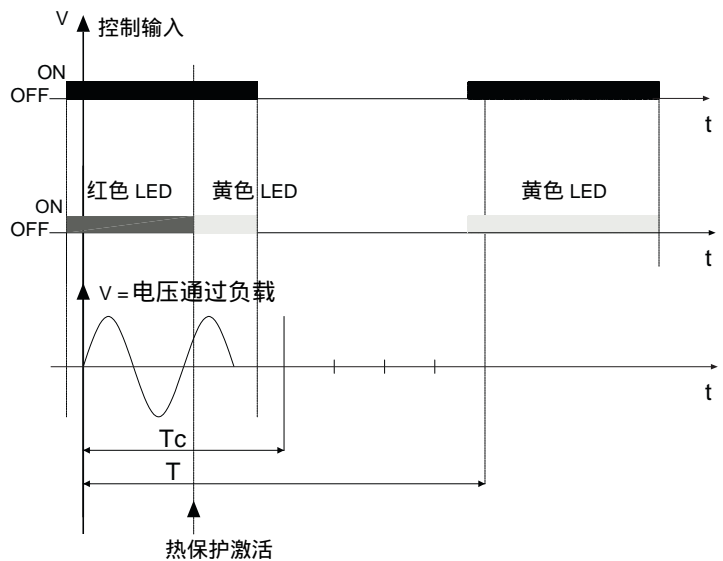 V 控制输入
ON
OFF
t
红色 LED 黄色 LED 黄色 LED
ON
OFF
t
V = 电压通过负载
t
Tc
T
热保护激活